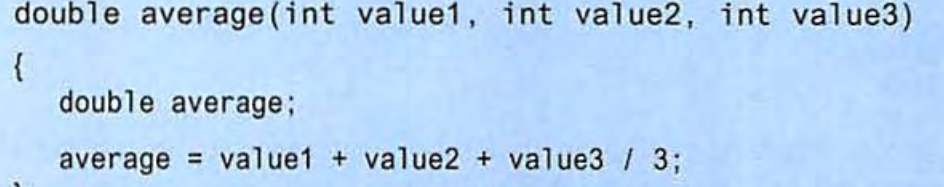 double average(int value1, int value2, int value3)
{
double average;
average = value1 + value2 + value3 / 3;